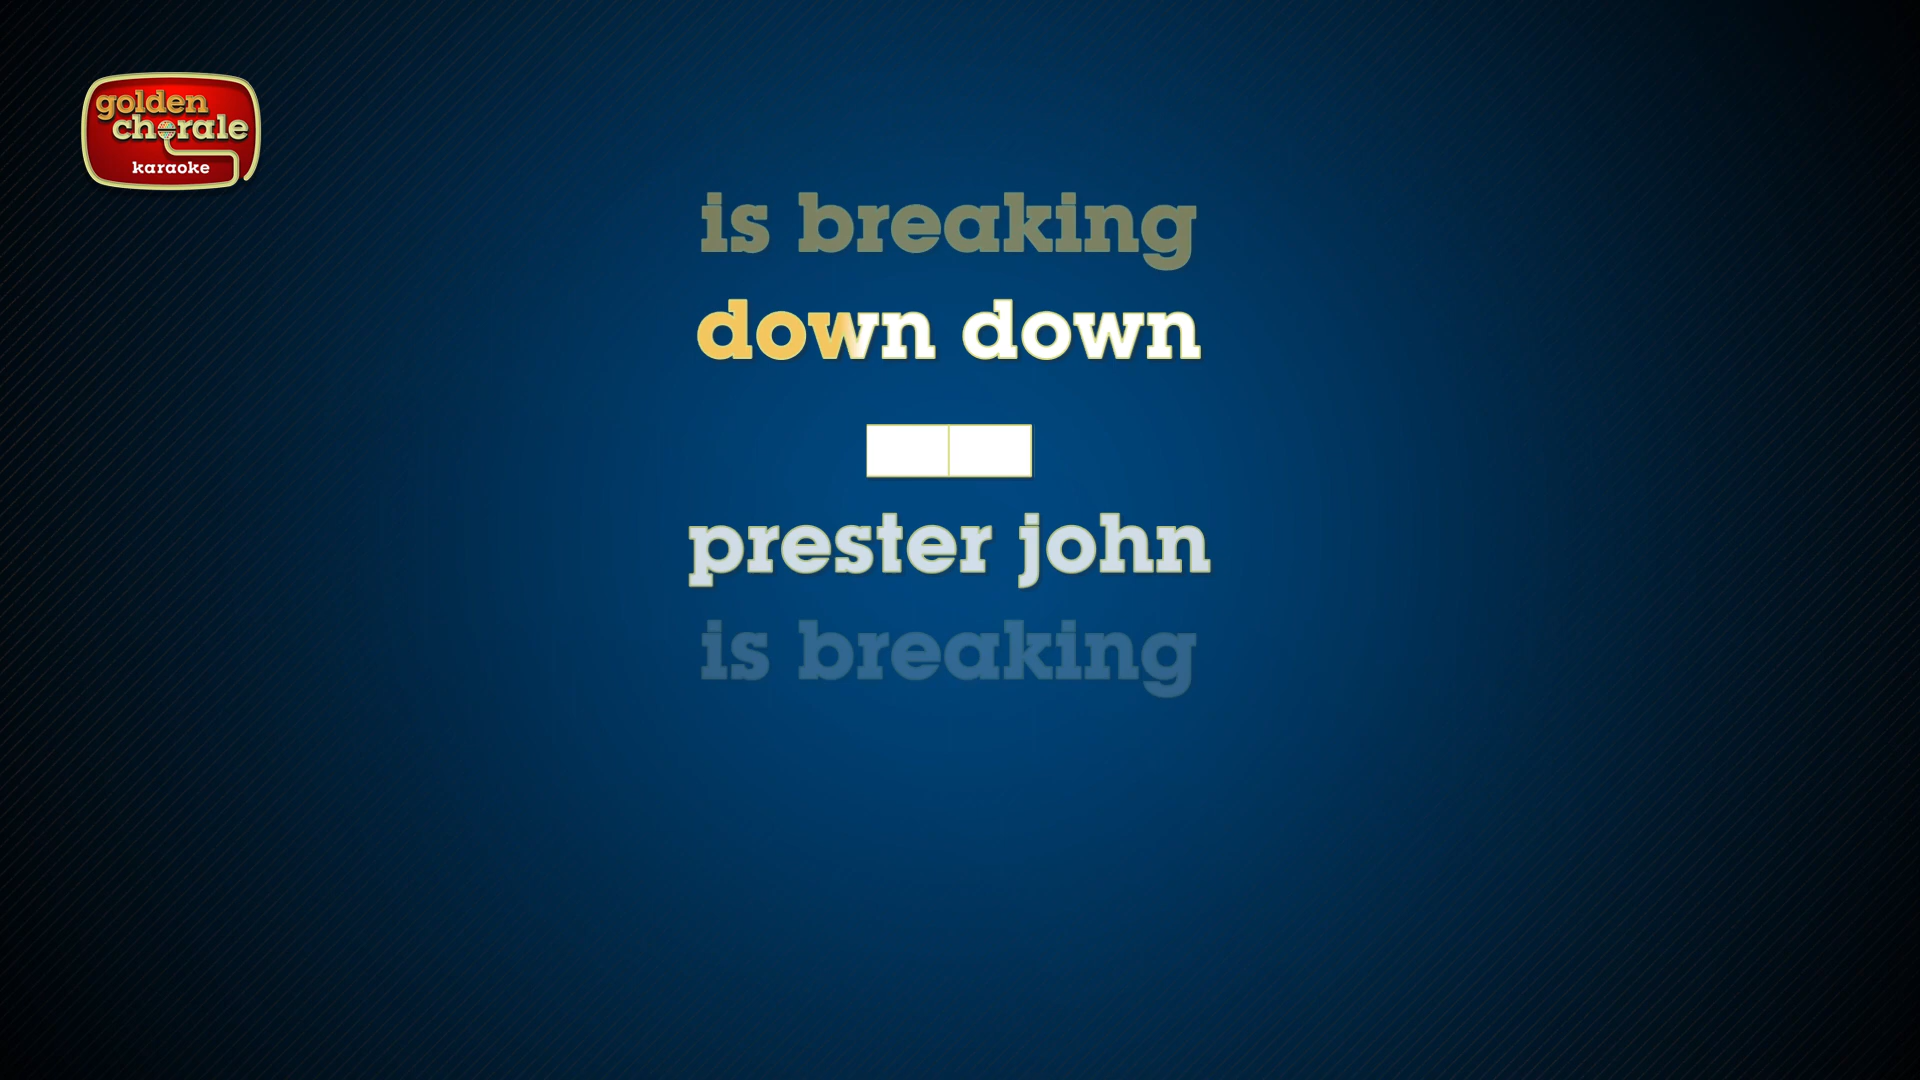 golden
chorale
karaoke
is breaking
down down
prester john
is breaking